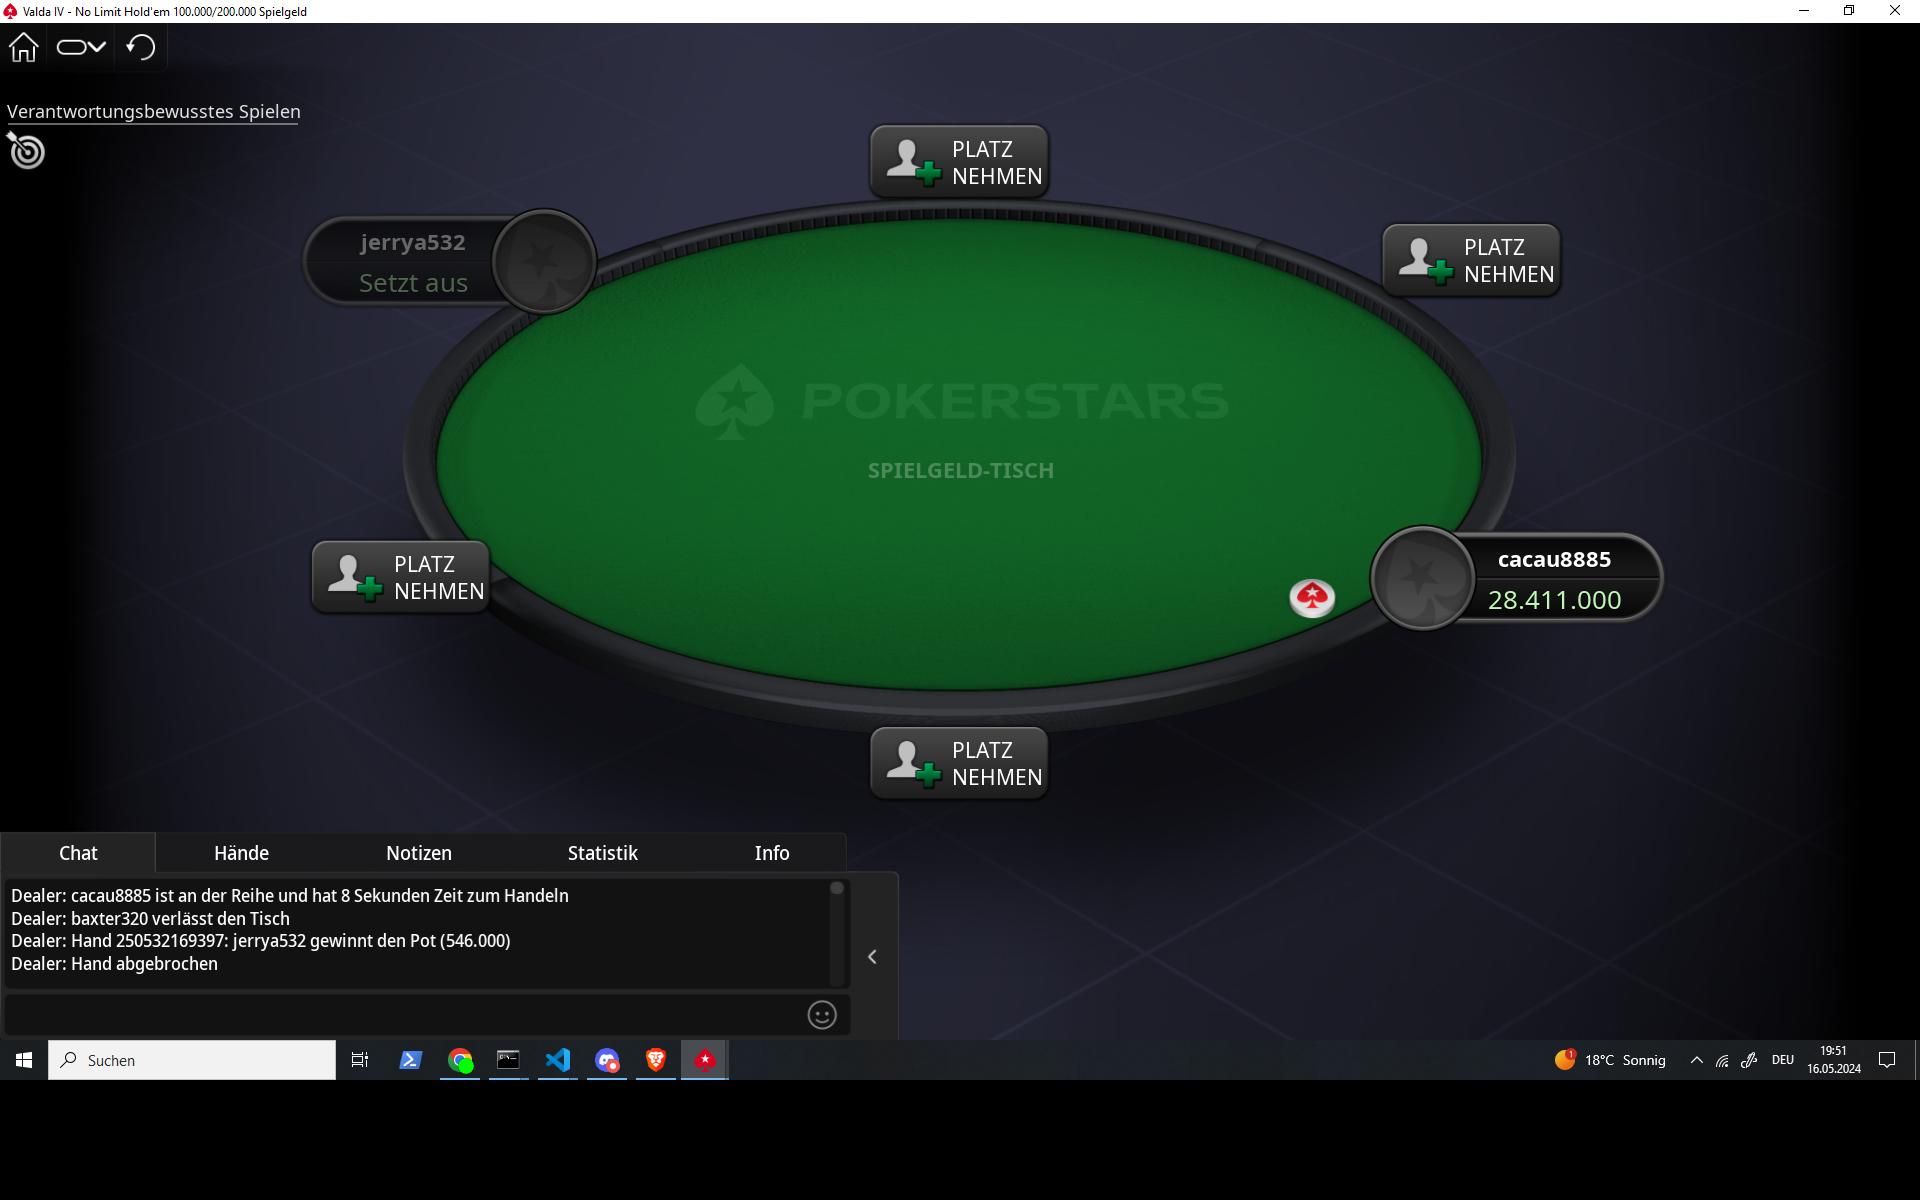 Valda IV - No Limit Hold'em 100.000/200.000 Spielgeld
Verantwortungsbewusstes Spielen
PLATZ
NEHMEN
jerrya532
Setzt aus
PLATZ
NEHMEN
POKERSTARS
SPIELGELD-TISCH
PLATZ
NEHMEN
cacau8885
28.411.000
PLATZ
NEHMEN
Chat Hände Notizen Statistik Info
Dealer: cacau8885 ist an der Reihe und hat 8 Sekunden Zeit zum Handeln
Dealer: baxter320 verlässt den Tisch
Dealer: Hand 250532169397: jerrya532 gewinnt den Pot (546.000)
Dealer: Hand abgebrochen
Suchen
1
18°C Sonnig
DEU
19:51
16.05.2024